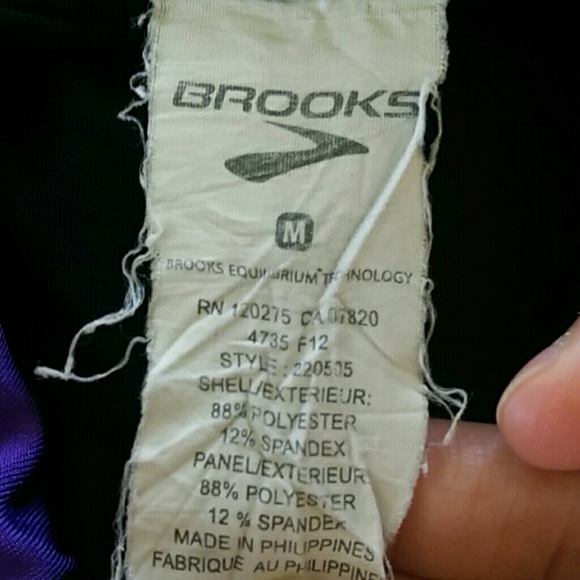 BROOKS
M
BROOKS EQUILIBRIUM TECHNOLOGY
RN 120275 CA 07820
4735 F12
STYLE : 220505
SHELL/EXTERIEUR:
88% POLYESTER
12% SPANDEX
PANEL/EXTERIEUR
88% POLYESTER
12 % SPANDEX
MADE IN PHILIPPINES
FABRIQUE AU PHILIPPINE